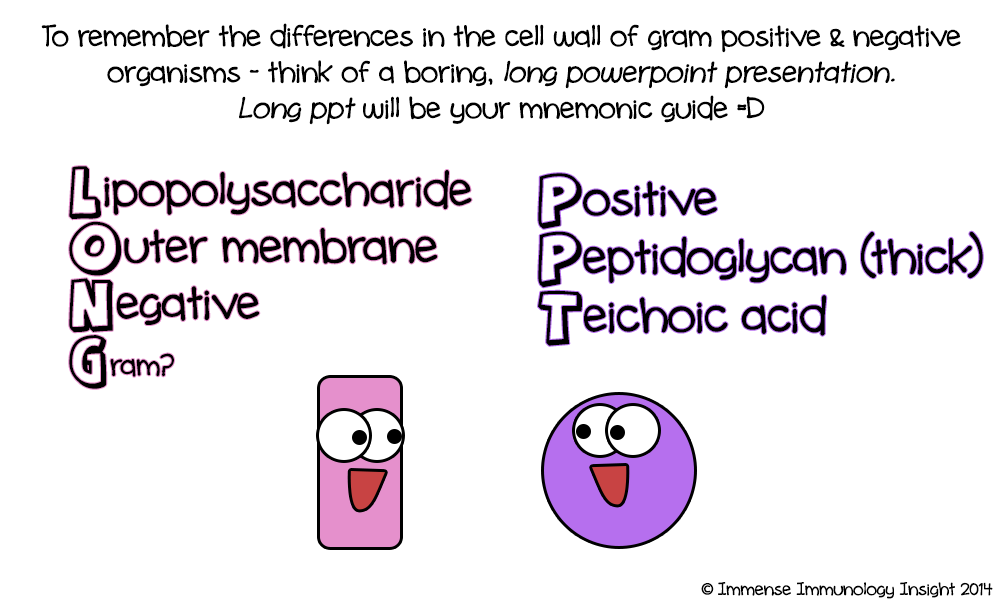 To remember the differences in the cell wall of gram positive & negative
organisms - think of a boring, long powerpoint presentation.
Long ppt will be your mnemonic guide =D
Lipopolysaccharide
Outer membrane
Negative
Gram?
Positive
Peptidoglycan (thick)
Teichoic acid
© Immense Immunology Insight 2014